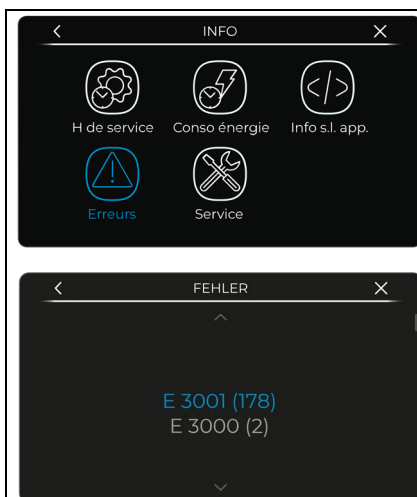 INFO
H de service Conso énergie Info s.l. app.
Erreurs Service
FEHLER
E 3001 (178)
E 3000 (2)